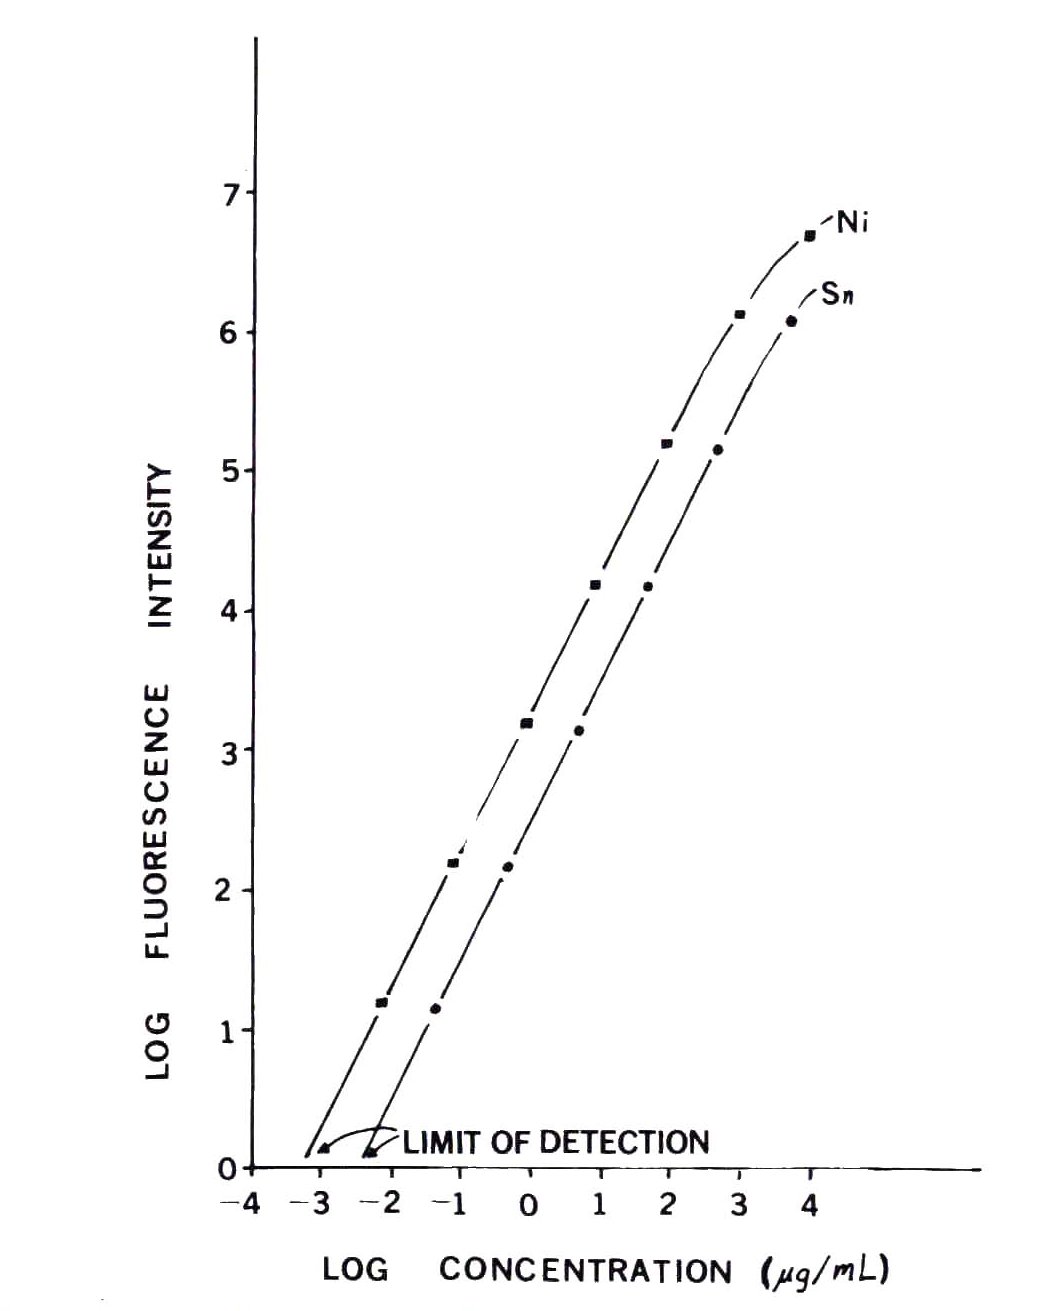 7
Ni
Sn
6
5
4
3
2
1
0
LOG FLUORESCENCE INTENSITY
LIMIT OF DETECTION
−4 −3 −2 −1 0 1 2 3 4
LOG CONCENTRATION (μg/mL)